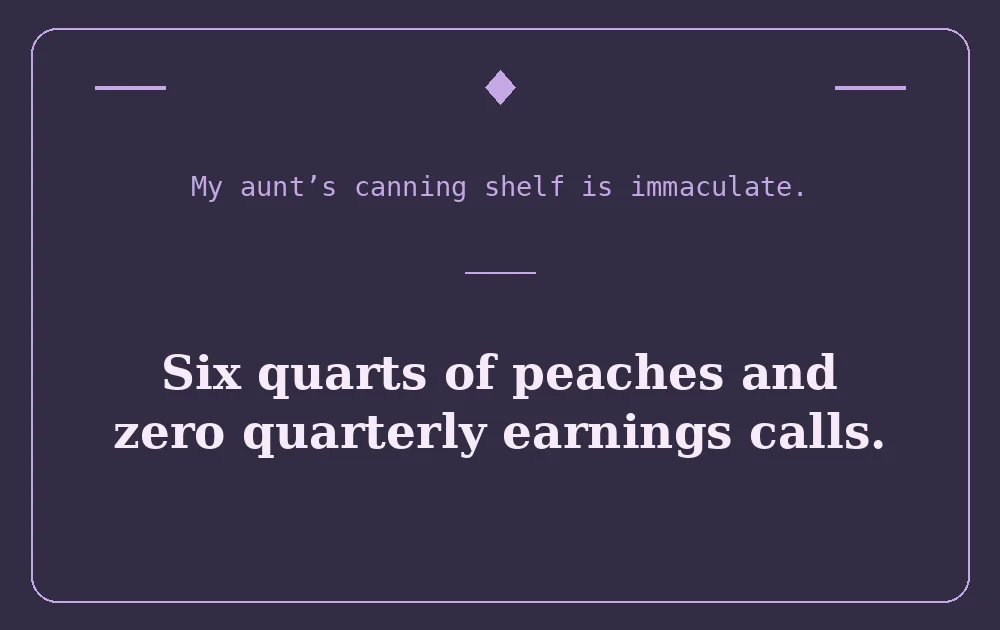 My aunt’s canning shelf is immaculate.
Six quarts of peaches and
zero quarterly earnings calls.